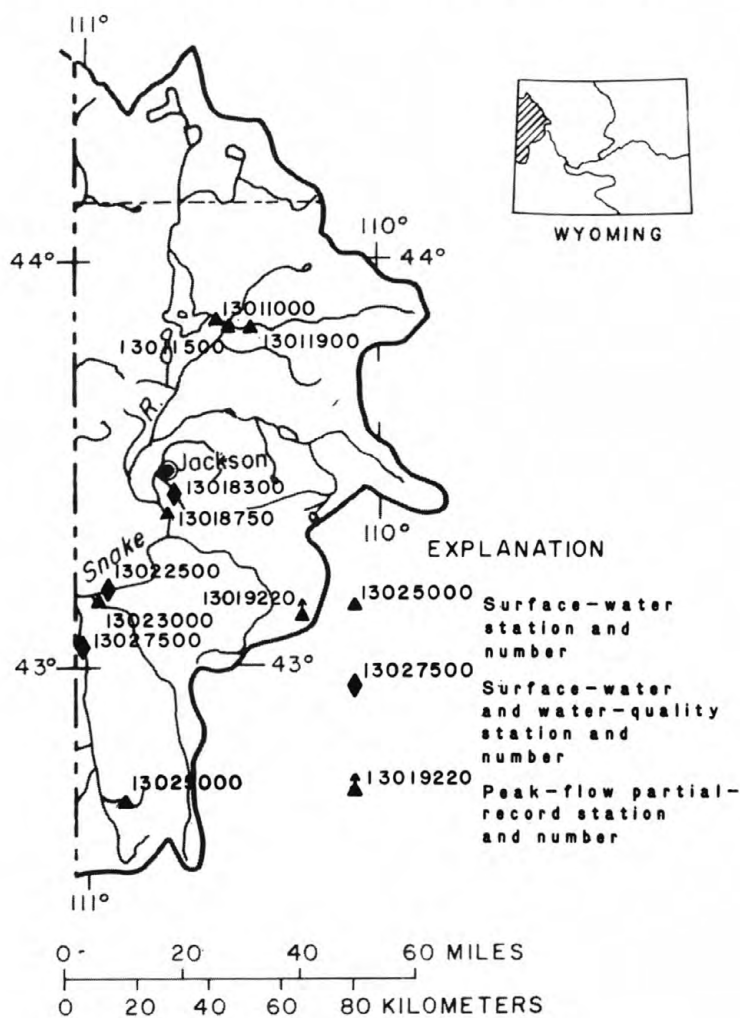 111°
WYOMING
110°
44°
44°
13011000
13011500
13011900
R.
Jackson
13018300
110°
13018750
EXPLANATION
Snake
13022500
13019220
13025000
Surface-water
station and
number
13023000
13027500
43°
43°
13027500
Surface-water
and water-quality
station and
number
13025000
13019220
Peak-flow partial-
record station
and number
111°
0 20 40 60 MILES
0 20 40 60 80 KILOMETERS